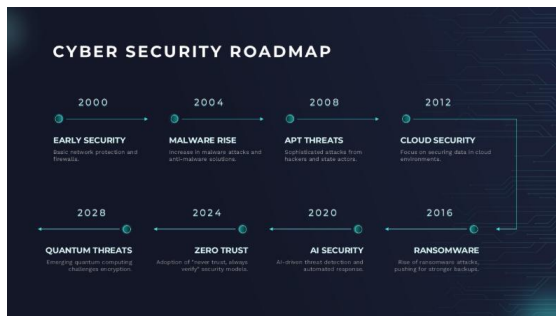 CYBER SECURITY ROADMAP
2000
EARLY SECURITY
Basic network protection and
firewalls.
2004
MALWARE RISE
Increase in malware attacks and
anti-malware solutions.
2008
APT THREATS
Sophisticated attacks from
hackers and state actors.
2012
CLOUD SECURITY
Focus on securing data in cloud
environments.
2016
RANSOMWARE
Rise of ransomware attacks,
pushing for stronger backups.
2020
AI SECURITY
AI-driven threat detection and
automated response.
2024
ZERO TRUST
Adoption of "never trust, always
verify" security models.
2028
QUANTUM THREATS
Emerging quantum computing
challenges encryption.